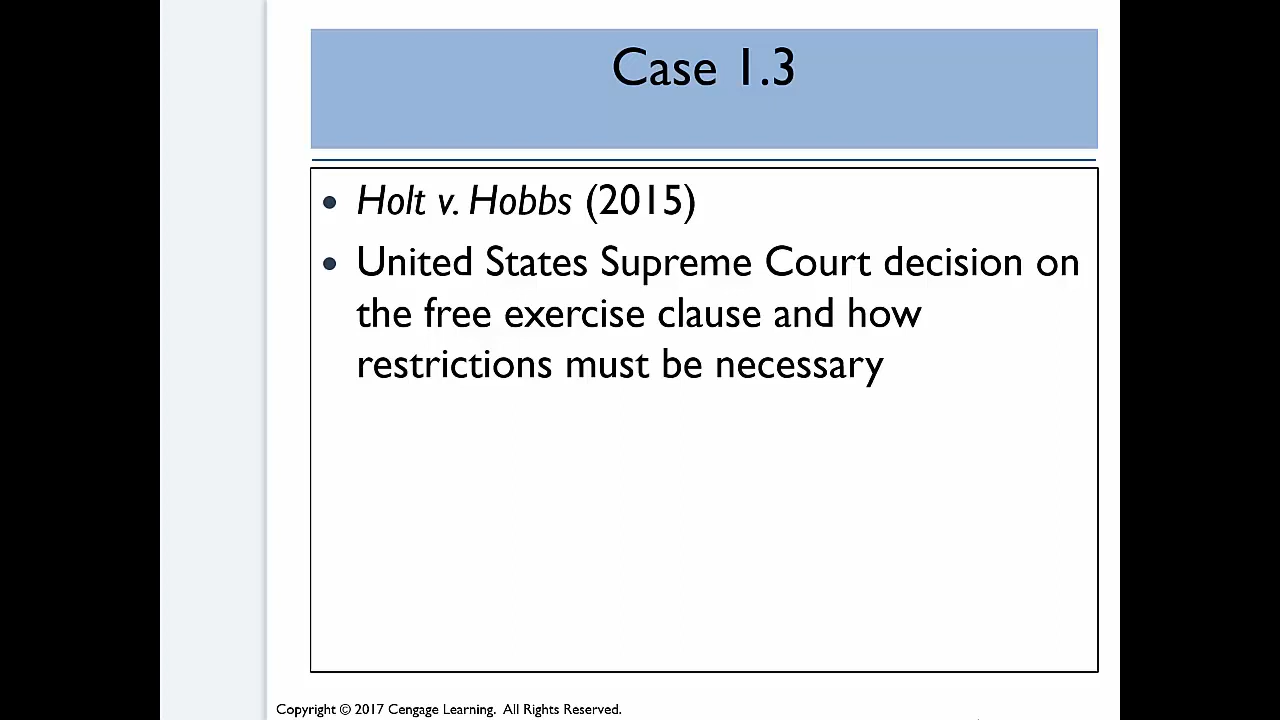 Case 1.3
• Holt v. Hobbs (2015)
• United States Supreme Court decision on
the free exercise clause and how
restrictions must be necessary
Copyright © 2017 Cengage Learning. All Rights Reserved.